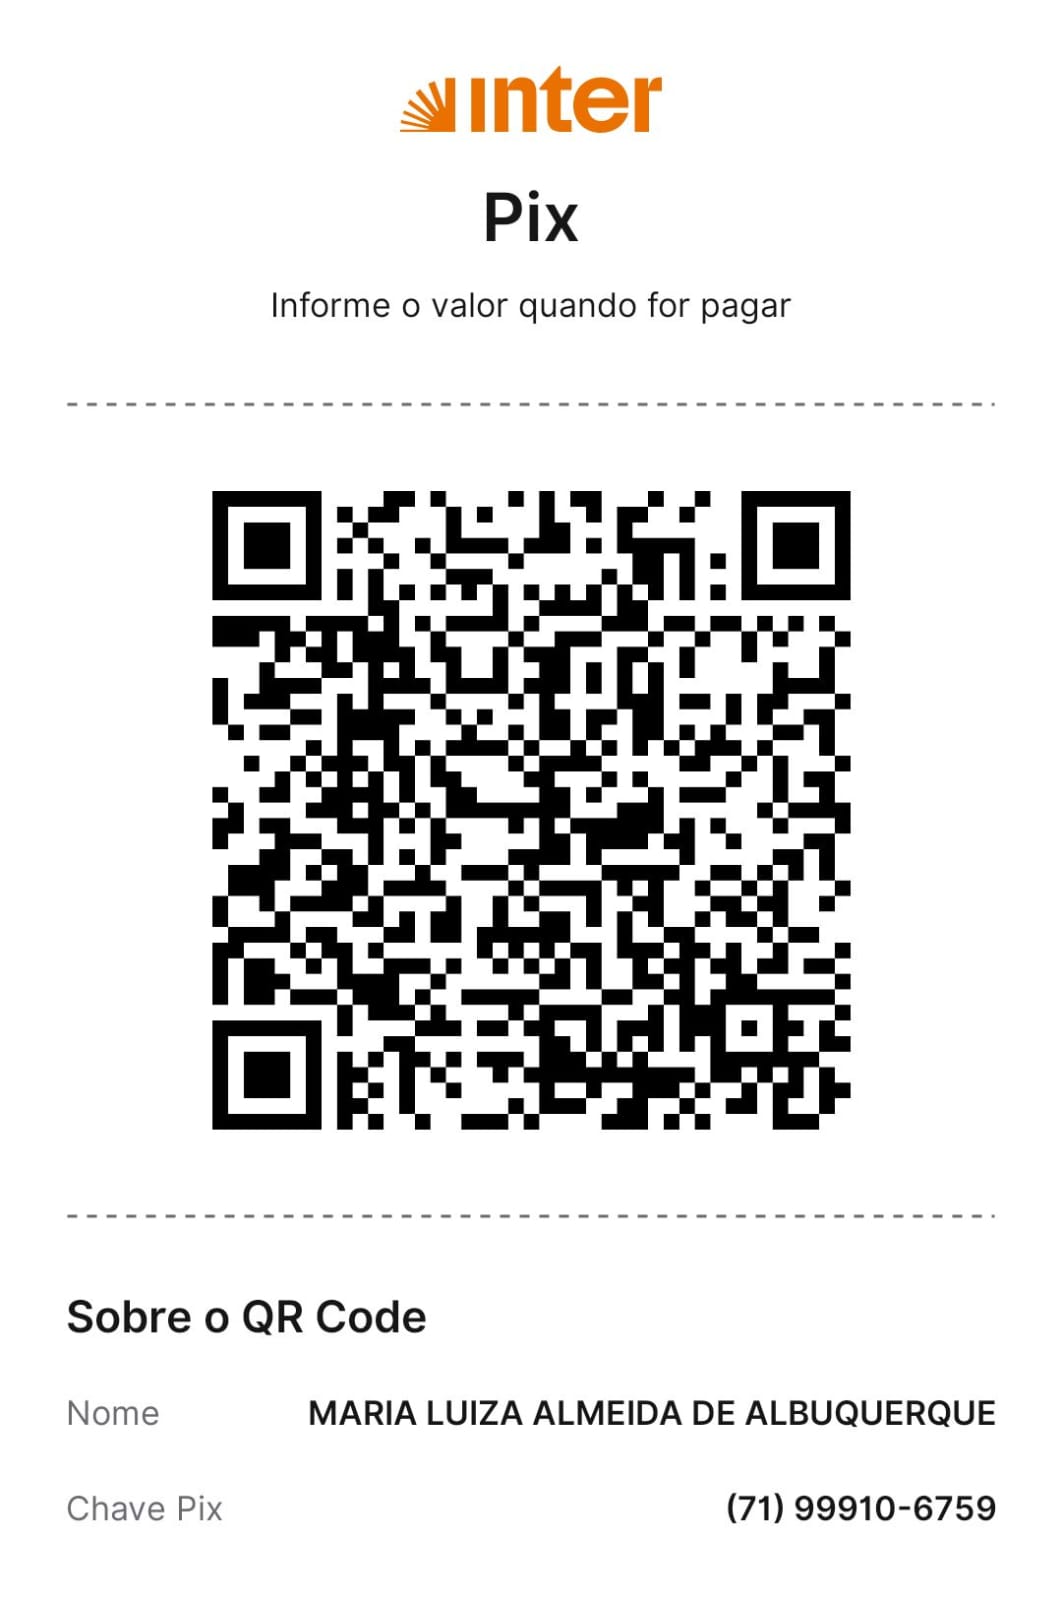 inter
Pix
Informe o valor quando for pagar
Sobre o QR Code
Nome MARIA LUIZA ALMEIDA DE ALBUQUERQUE
Chave Pix (71) 99910-6759